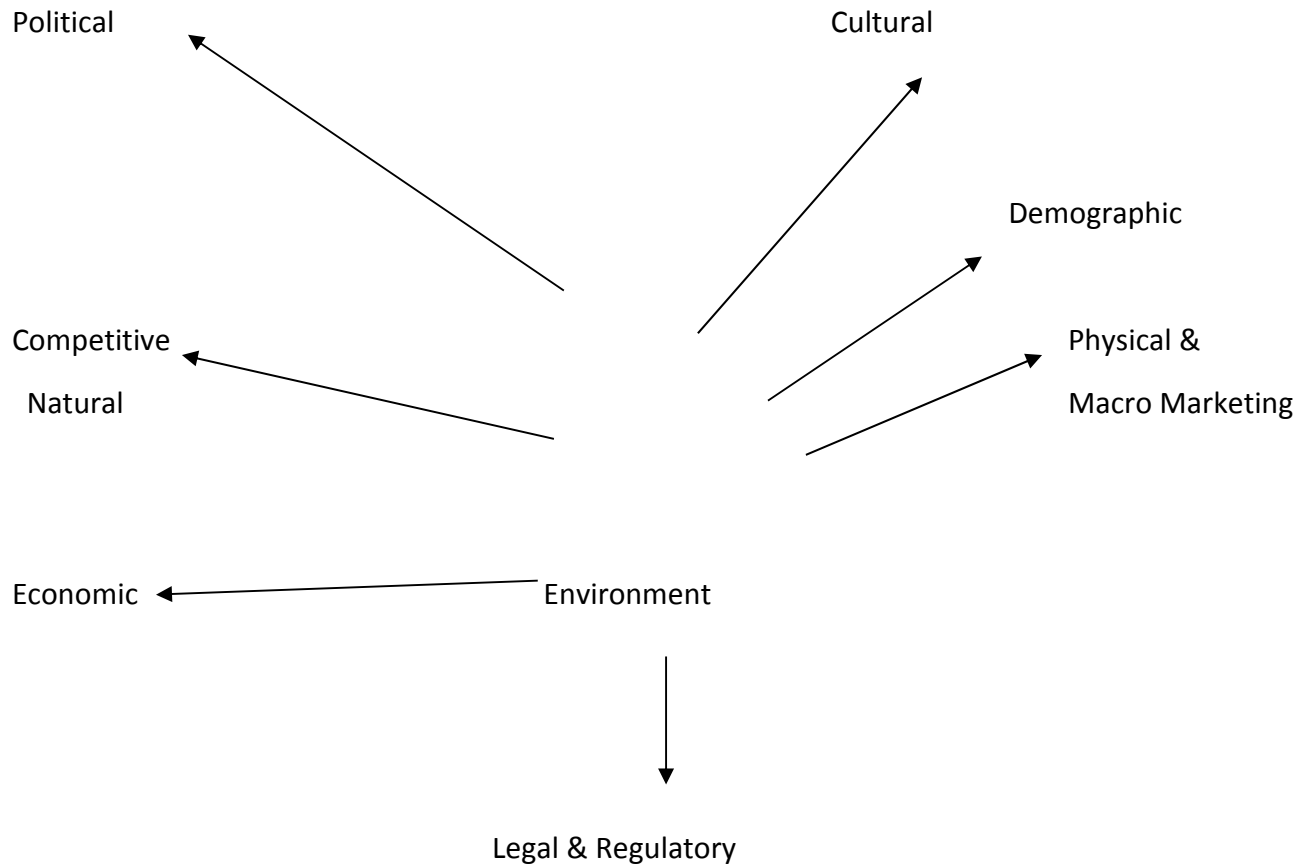 Political
Cultural
Demographic
Competitive
Physical &
Natural
Macro Marketing
Economic
Environment
Legal & Regulatory